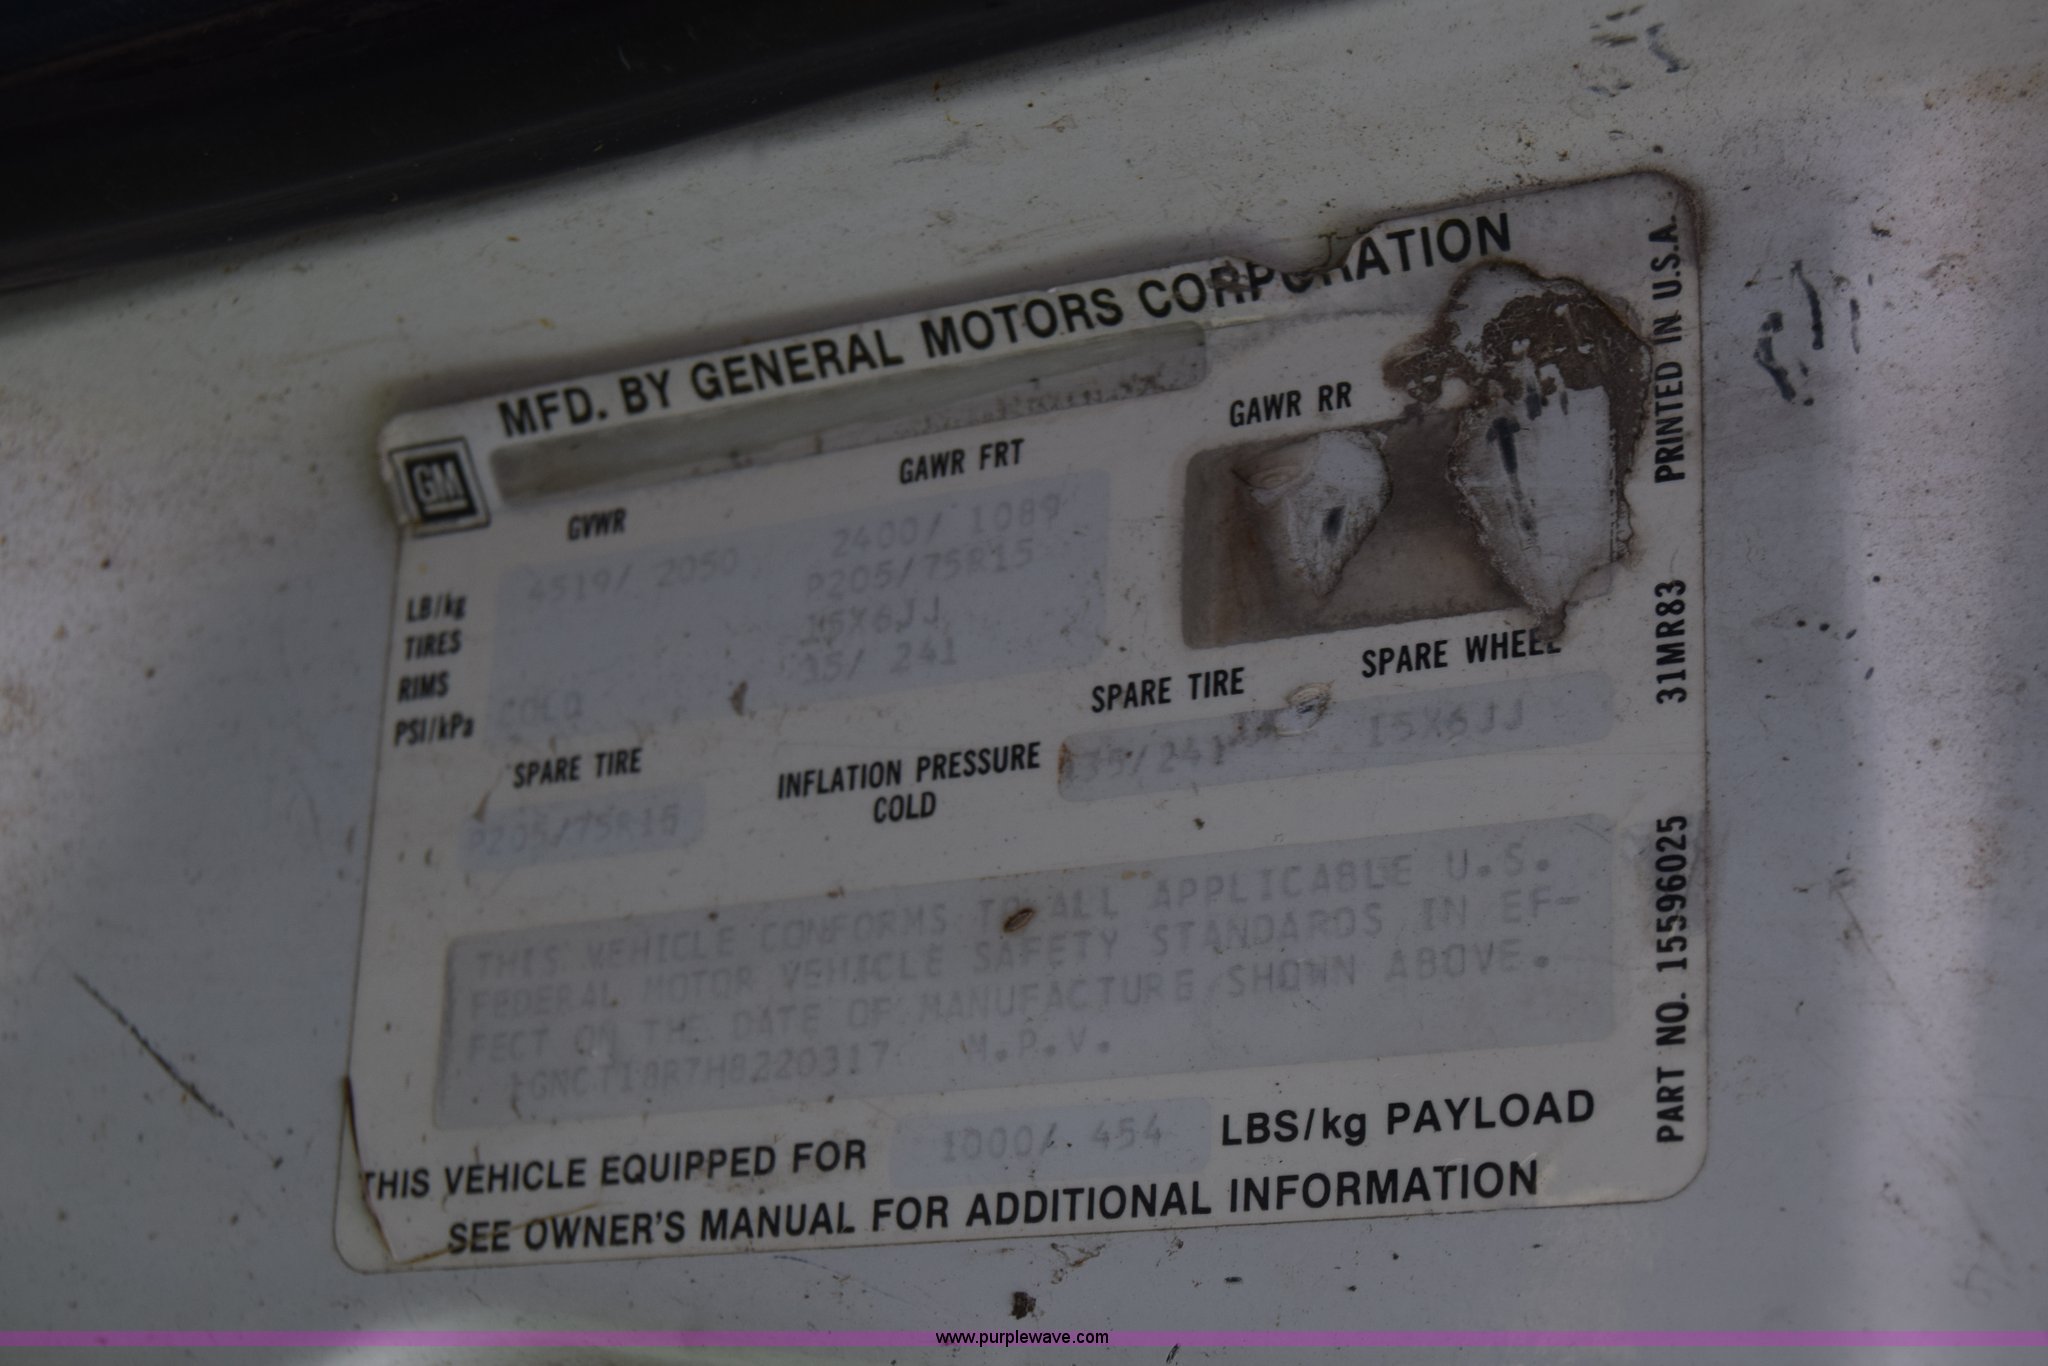 MFD. BY GENERAL MOTORS CORPORATION
GM
GVWR
GAWR FRT
GAWR RR
LB/kg
4519/ 2050
2400/ 1089
TIRES
P205/75R15
RIMS
15X6JJ
PSI/kPa
COLD
35/ 241
SPARE TIRE
INFLATION PRESSURE
COLD
SPARE TIRE
SPARE WHEEL
P205/75R15
35/241
15X6JJ
THIS VEHICLE CONFORMS TO ALL APPLICABLE U.S.
FEDERAL MOTOR VEHICLE SAFETY STANDARDS IN EF-
FECT ON THE DATE OF MANUFACTURE SHOWN ABOVE.
1GNCT18R7H8220317 M.P.V.
THIS VEHICLE EQUIPPED FOR 1000/ 454 LBS/kg PAYLOAD
SEE OWNER'S MANUAL FOR ADDITIONAL INFORMATION
PART NO. 15596025 31MR83 PRINTED IN U.S.A.
www.purplewave.com